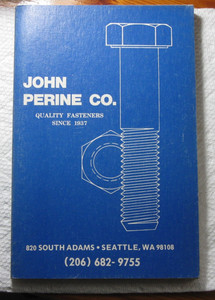 JOHN
PERINE CO.
QUALITY FASTENERS
SINCE 1937
820 SOUTH ADAMS • SEATTLE, WA 98108
(206) 682-9755